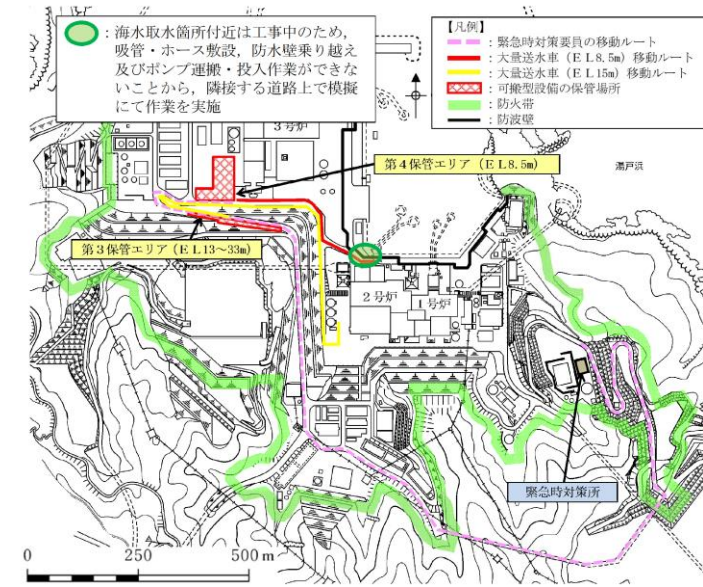 ：海水取水箇所付近は工事中のため，
吸管・ホース敷設，防水壁乗り越え
及びポンプ運搬・投入作業ができな
いことから，隣接する道路上で模擬
にて作業を実施
【凡例】
：緊急時対策要員の移動ルート
：大量送水車（ＥＬ8.5m）移動ルート
：大量送水車（ＥＬ15m）移動ルート
：可搬型設備の保管場所
：防火帯
：防波壁
3号炉
第４保管エリア（ＥＬ8.5m）
第３保管エリア（ＥＬ13～33m）
2号炉
1号炉
緊急時対策所
0 250 500 m